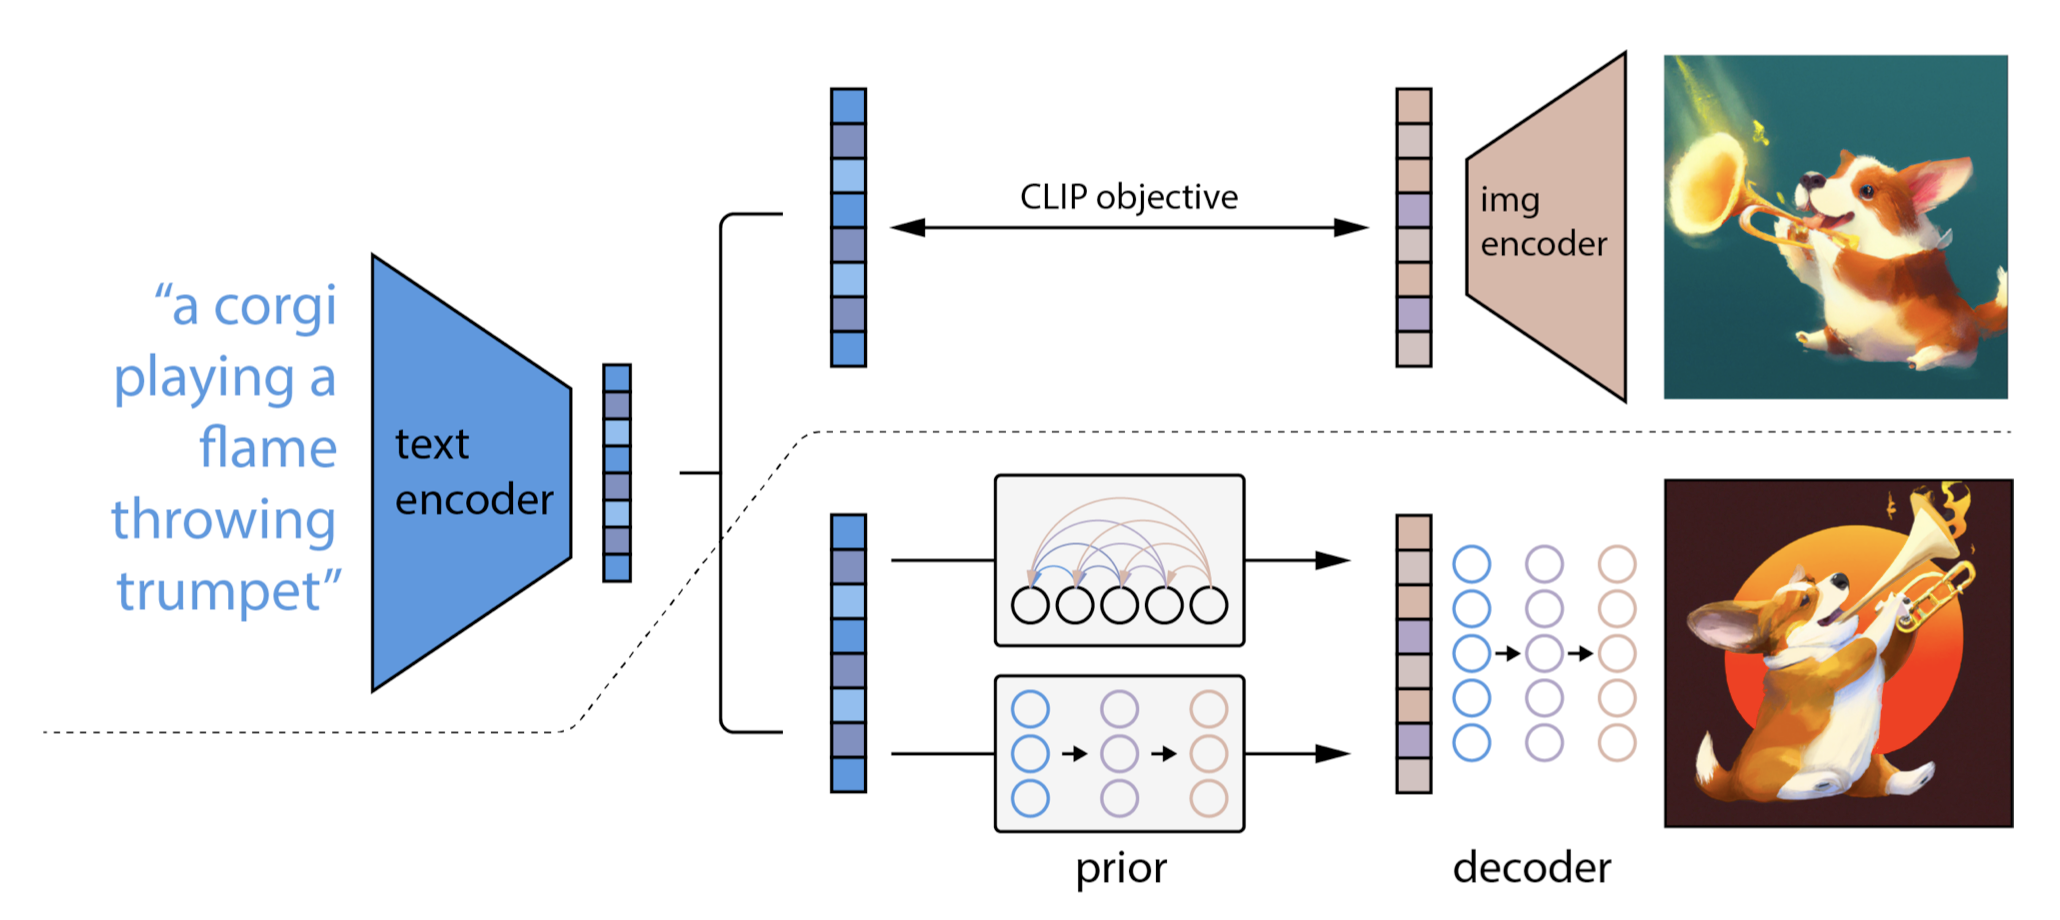 “a corgi
playing a
flame
throwing
trumpet”
text
encoder
CLIP objective
img
encoder
prior
decoder